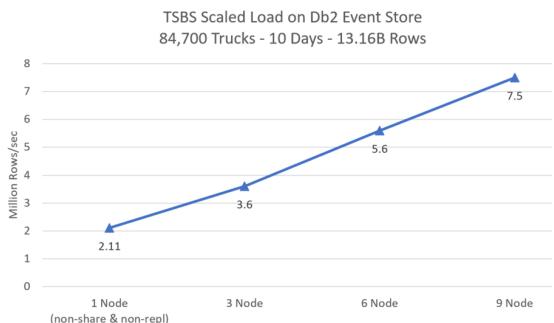 TSBS Scaled Load on Db2 Event Store
84,700 Trucks - 10 Days - 13.16B Rows
Million Rows/sec
8
7
6
5
4
3
2
1
0
2.11
3.6
5.6
7.5
1 Node
(non-share & non-repl)
3 Node
6 Node
9 Node